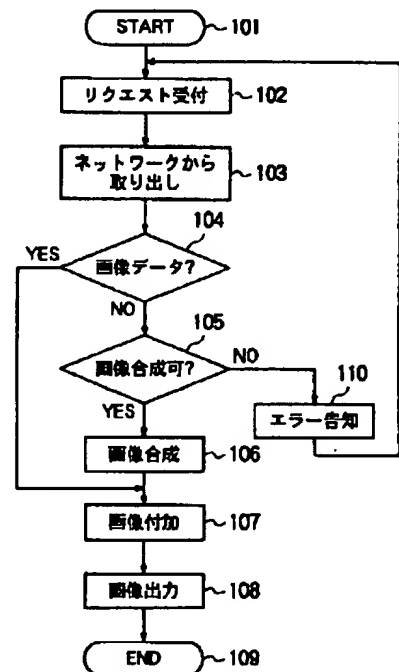 START 101
リクエスト受付 102
ネットワークから
取り出し 103
104
YES 画像データ?
NO
105
画像合成可? NO
YES
110
エラー告知
画像合成 106
画像付加 107
画像出力 108
END 109